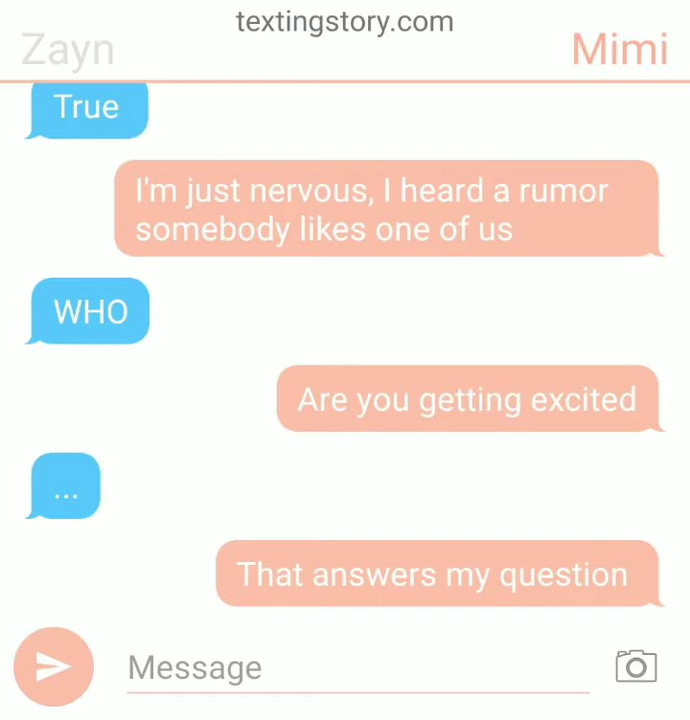 textingstory.com
Zayn
Mimi
True
I'm just nervous, I heard a rumor
somebody likes one of us
WHO
Are you getting excited
...
That answers my question
Message